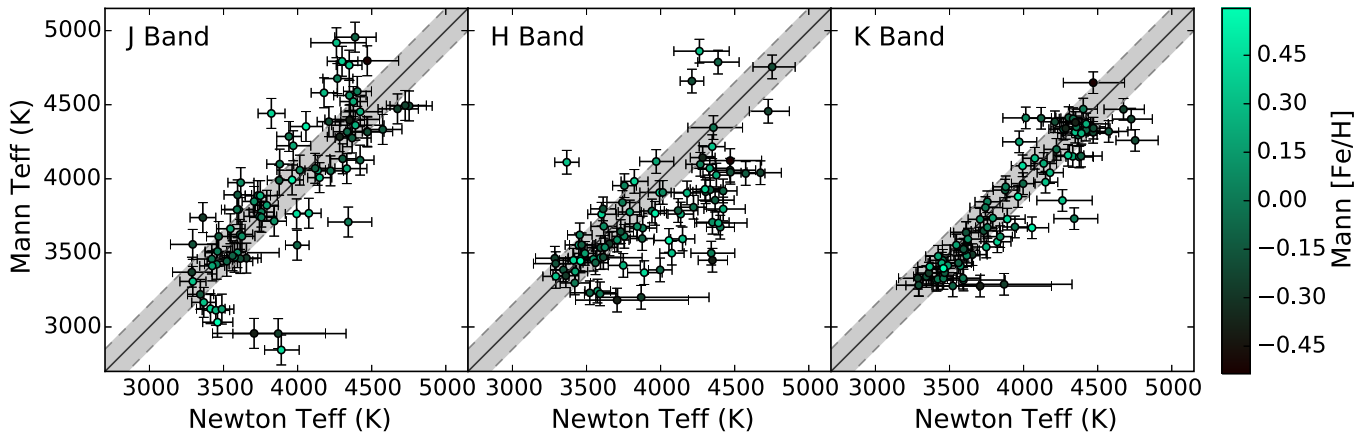 J Band
H Band
K Band
5000
4500
4000
3500
3000
Mann Teff (K)
3000 3500 4000 4500 5000
3000 3500 4000 4500 5000
3000 3500 4000 4500 5000
Newton Teff (K)
Newton Teff (K)
Newton Teff (K)
0.45
0.30
0.15
0.00
−0.15
−0.30
−0.45
Mann [Fe/H]